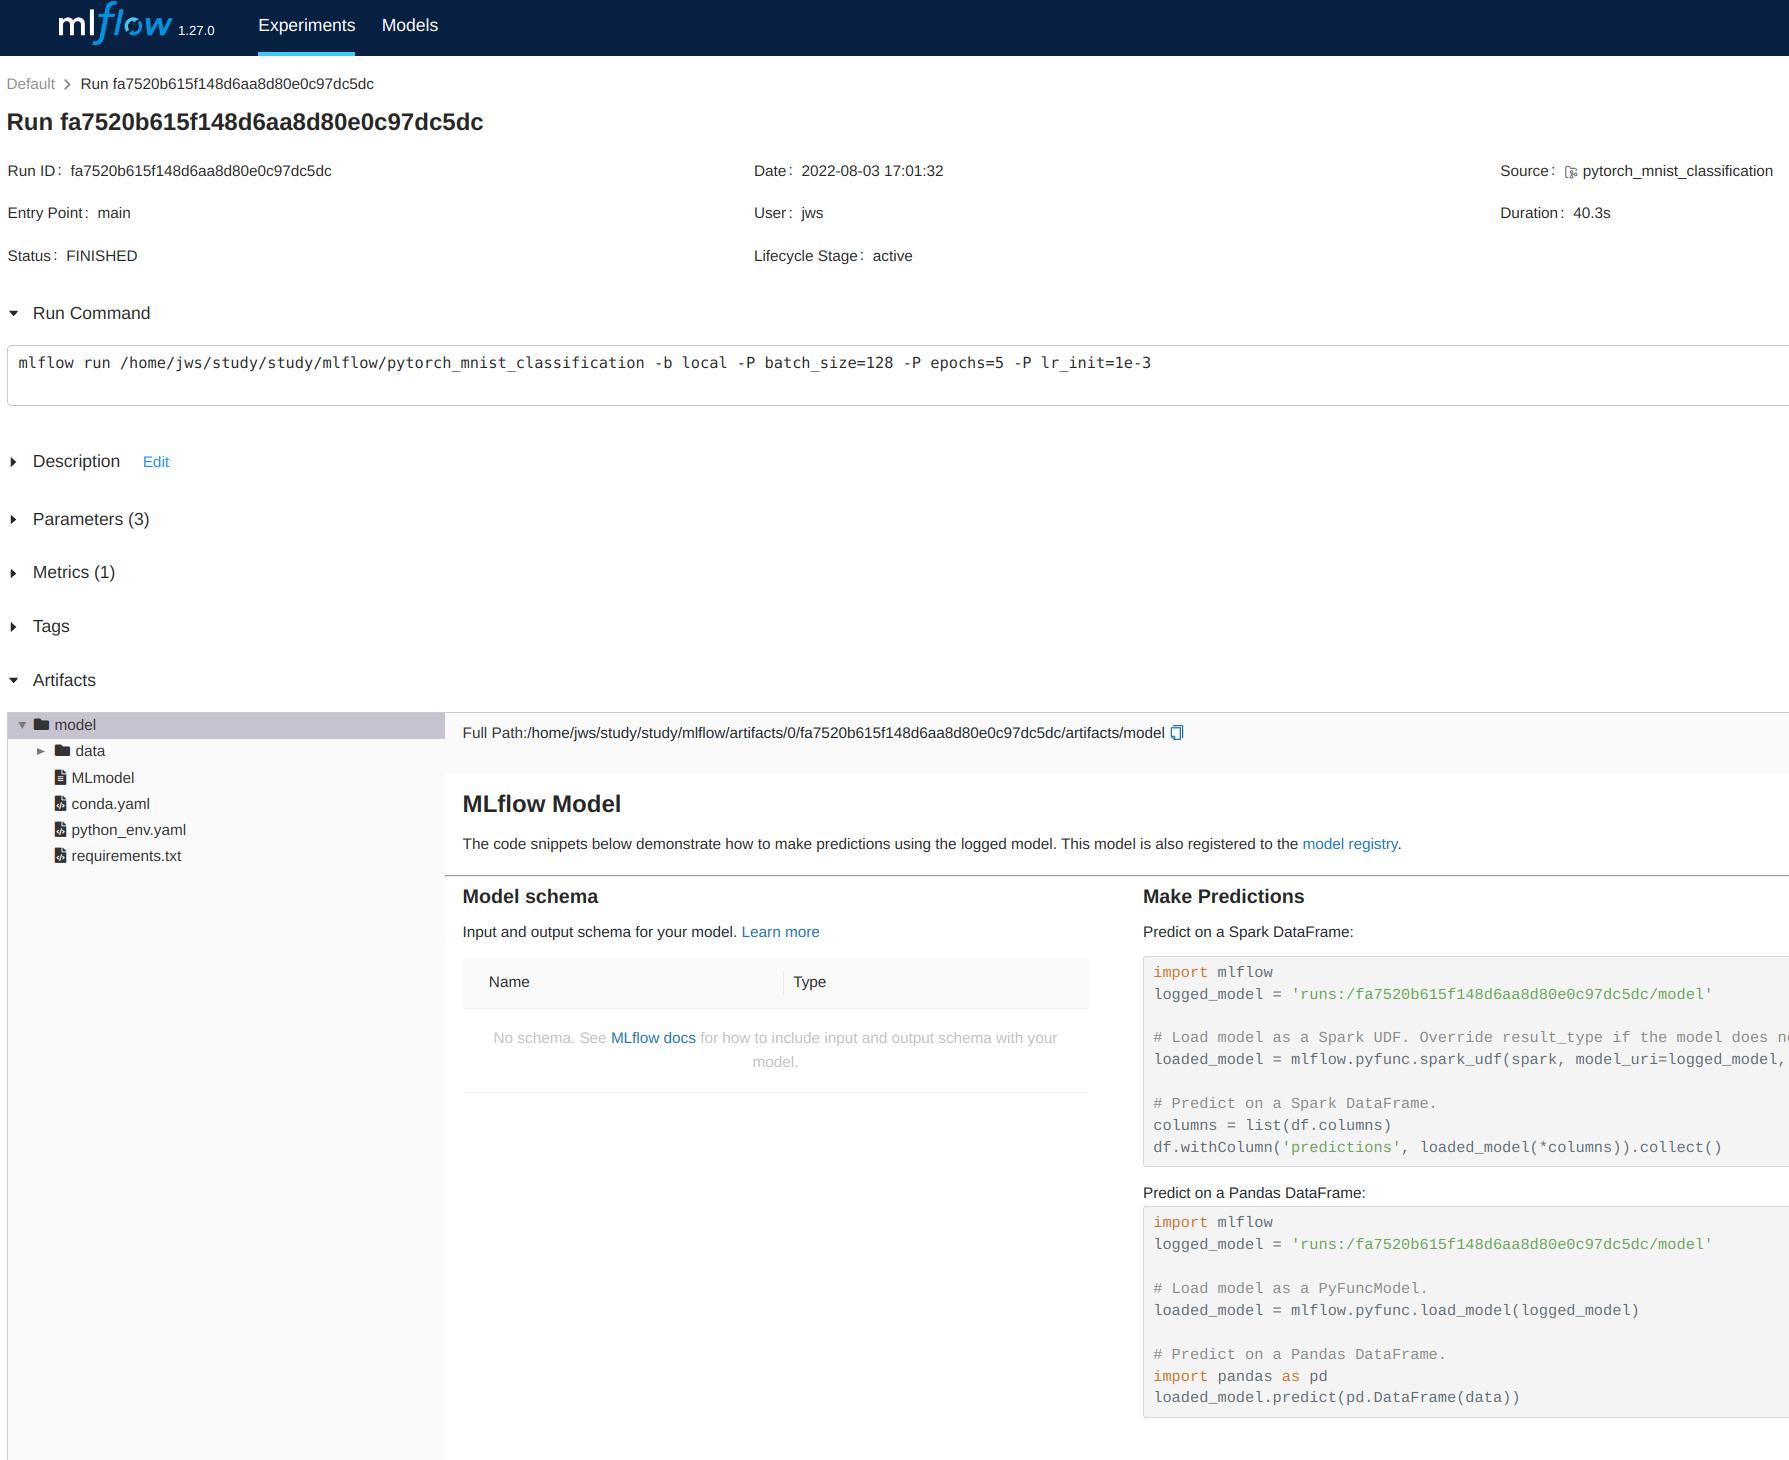 mlflow 1.27.0 Experiments Models
Default > Run fa7520b615f148d6aa8d80e0c97dc5dc
Run fa7520b615f148d6aa8d80e0c97dc5dc
Run ID: fa7520b615f148d6aa8d80e0c97dc5dc
Date: 2022-08-03 17:01:32
Source: pytorch_mnist_classification
Entry Point: main
User: jws
Duration: 40.3s
Status: FINISHED
Lifecycle Stage: active
Run Command
mlflow run /home/jws/study/study/mlflow/pytorch_mnist_classification -b local -P batch_size=128 -P epochs=5 -P lr_init=1e-3
Description Edit
Parameters (3)
Metrics (1)
Tags
Artifacts
model
data
MLmodel
conda.yaml
python_env.yaml
requirements.txt
Full Path:/home/jws/study/study/mlflow/artifacts/0/fa7520b615f148d6aa8d80e0c97dc5dc/artifacts/model
MLflow Model
The code snippets below demonstrate how to make predictions using the logged model. This model is also registered to the model registry.
Model schema
Input and output schema for your model. Learn more
Name Type
No schema. See MLflow docs for how to include input and output schema with your
model.
Make Predictions
Predict on a Spark DataFrame:
import mlflow
logged_model = 'runs:/fa7520b615f148d6aa8d80e0c97dc5dc/model'
# Load model as a Spark UDF. Override result_type if the model does
loaded_model = mlflow.pyfunc.spark_udf(spark, model_uri=logged_model,
# Predict on a Spark DataFrame.
columns = list(df.columns)
df.withColumn('predictions', loaded_model(*columns)).collect()
Predict on a Pandas DataFrame:
import mlflow
logged_model = 'runs:/fa7520b615f148d6aa8d80e0c97dc5dc/model'
# Load model as a PyFuncModel.
loaded_model = mlflow.pyfunc.load_model(logged_model)
# Predict on a Pandas DataFrame.
import pandas as pd
loaded_model.predict(pd.DataFrame(data))